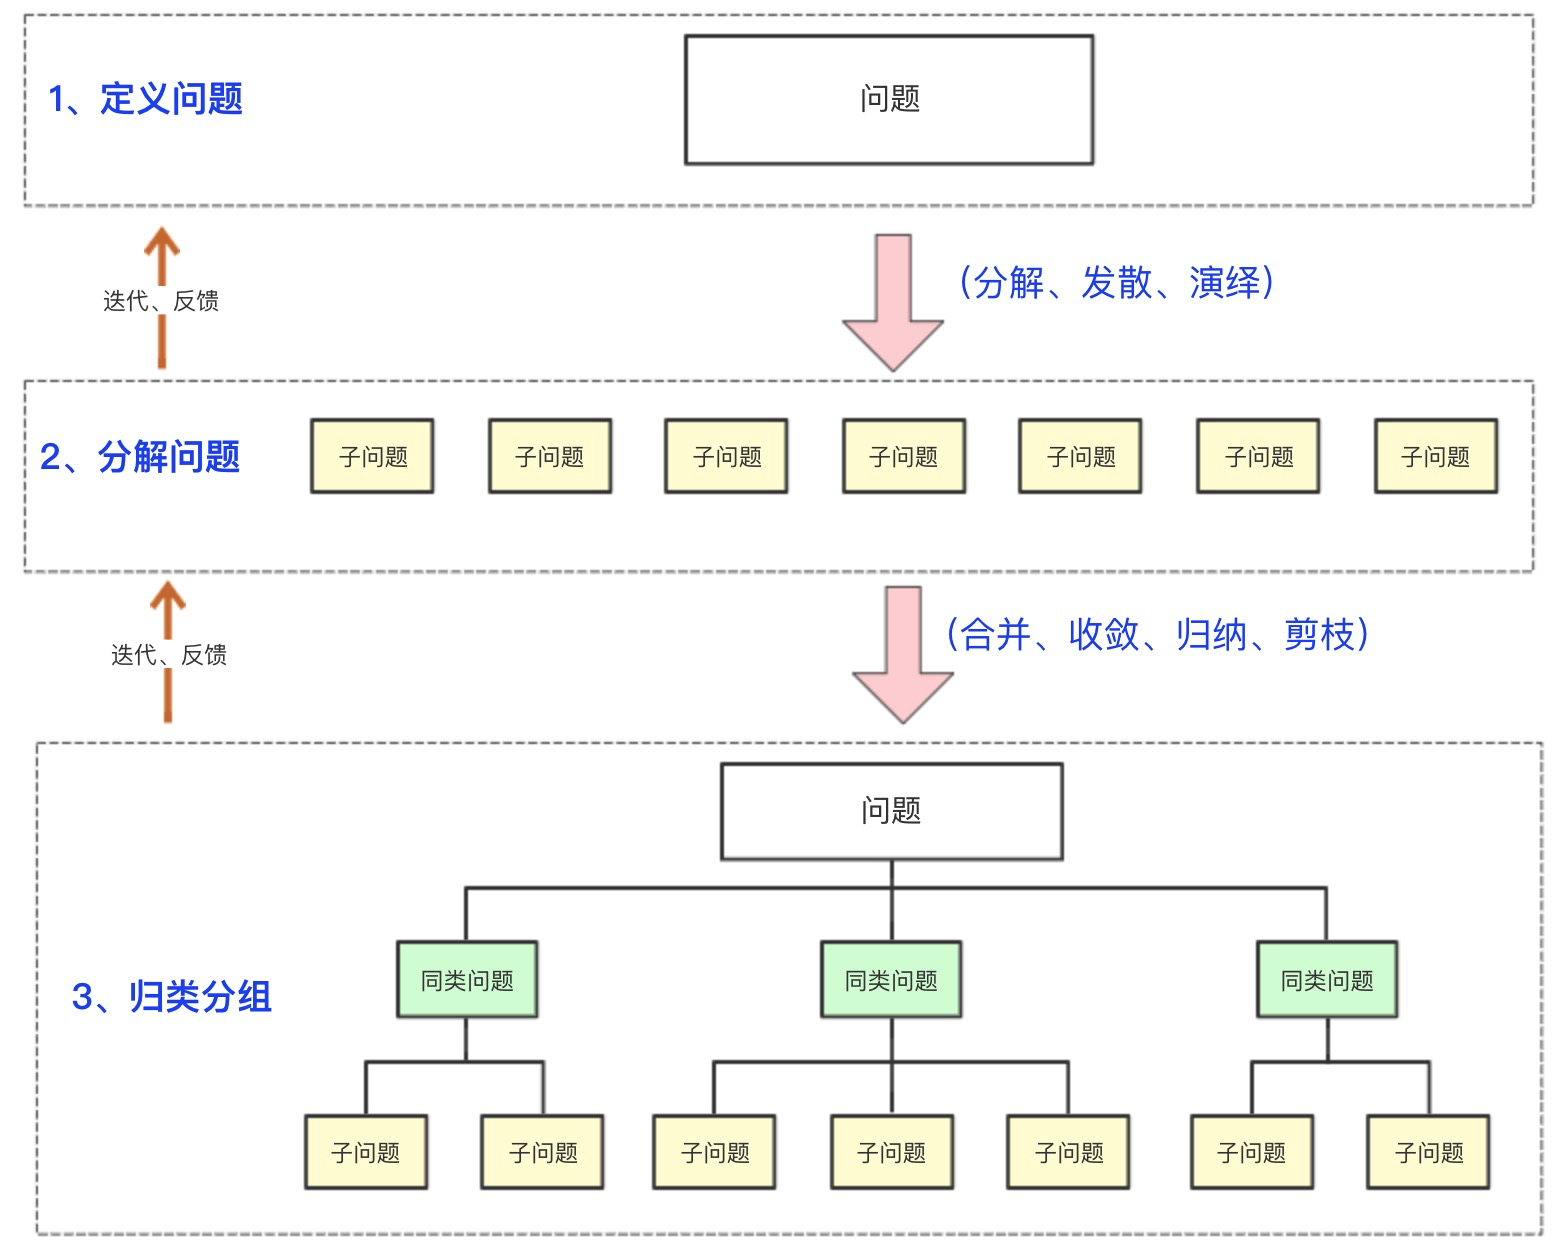 1、定义问题
问题
(分解、发散、演绎)
迭代、反馈
2、分解问题
子问题
子问题
子问题
子问题
子问题
子问题
子问题
(合并、收敛、归纳、剪枝)
迭代、反馈
问题
3、归类分组
同类问题
同类问题
同类问题
子问题
子问题
子问题
子问题
子问题
子问题
子问题